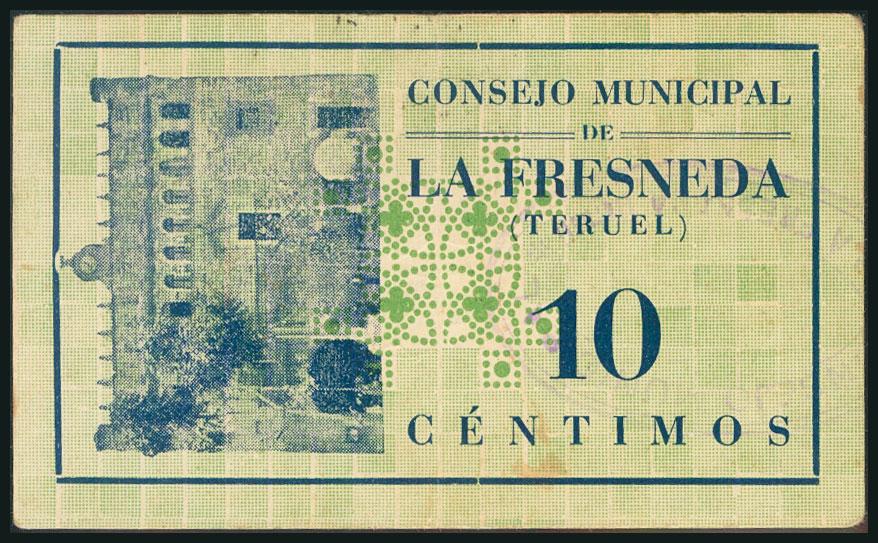 CONSEJO MUNICIPAL
DE
LA FRESNEDA
(TERUEL)
10
CÉNTIMOS